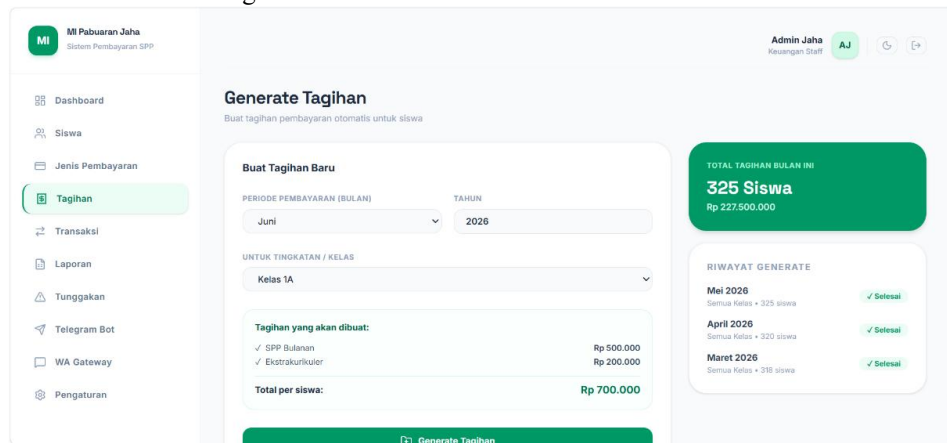 MI
MI Pabuaran Jaha
Sistem Pembayaran SPP
Admin Jaha
Keuangan Staff
AJ
Dashboard
Siswa
Jenis Pembayaran
Tagihan
Transaksi
Laporan
Tunggakan
Telegram Bot
WA Gateway
Pengaturan
Generate Tagihan
Buat tagihan pembayaran otomatis untuk siswa
Buat Tagihan Baru
PERIODE PEMBAYARAN (BULAN)
TAHUN
Juni
2026
UNTUK TINGKATAN / KELAS
Kelas 1A
Tagihan yang akan dibuat:
✓ SPP Bulanan Rp 500.000
✓ Ekstrakurikuler Rp 200.000
Total per siswa: Rp 700.000
Generate Tagihan
TOTAL TAGIHAN BULAN INI
325 Siswa
Rp 227.500.000
RIWAYAT GENERATE
Mei 2026
Semua Kelas • 325 siswa
✓ Selesai
April 2026
Semua Kelas • 320 siswa
✓ Selesai
Maret 2026
Semua Kelas • 318 siswa
✓ Selesai